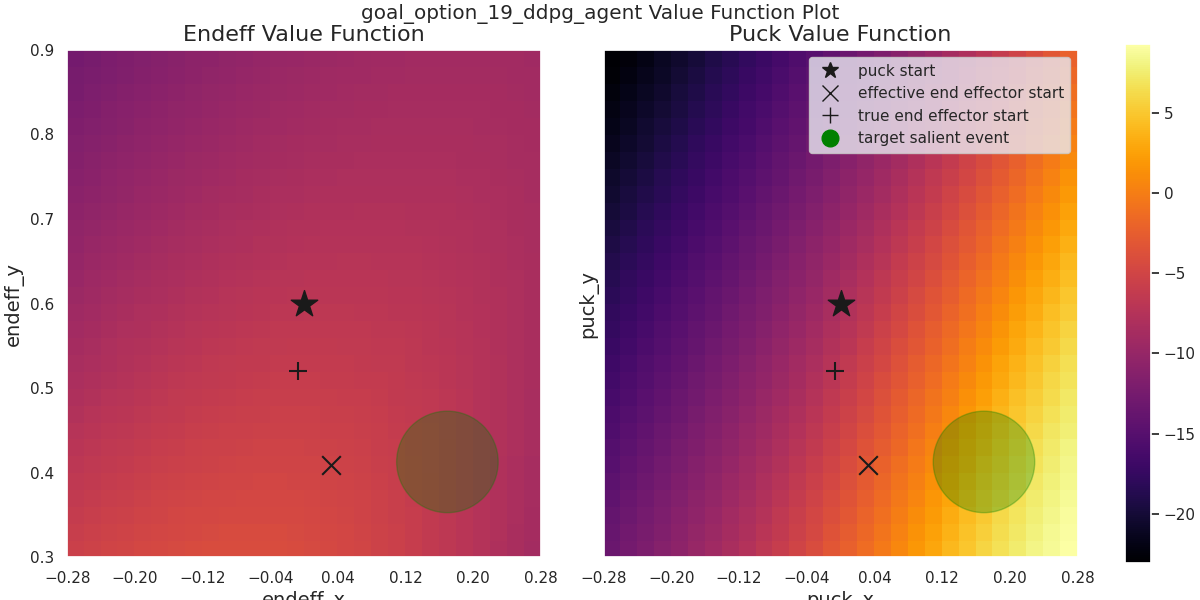 goal_option_19_ddpg_agent Value Function Plot
Endeff Value Function
Puck Value Function
0.9
0.8
0.7
0.6
0.5
0.4
0.3
endeff_y
−0.28 −0.20 −0.12 −0.04 0.04 0.12 0.20 0.28
endeff_x
puck_y
puck start
effective end effector start
true end effector start
target salient event
−0.28 −0.20 −0.12 −0.04 0.04 0.12 0.20 0.28
puck_x
5
0
−5
−10
−15
−20